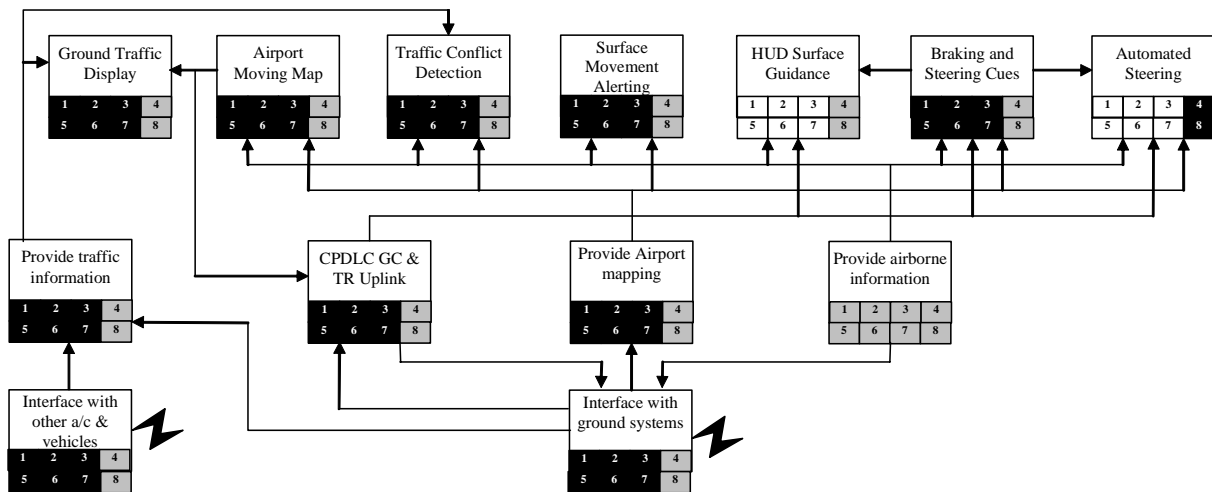 Ground Traffic
Display
1 2 3 4
5 6 7 8
Airport
Moving Map
1 2 3 4
5 6 7 8
Traffic Conflict
Detection
1 2 3 4
5 6 7 8
Surface
Movement
Alerting
1 2 3 4
5 6 7 8
HUD Surface
Guidance
1 2 3 4
5 6 7 8
Braking and
Steering Cues
1 2 3 4
5 6 7 8
Automated
Steering
1 2 3 4
5 6 7 8
Provide traffic
information
1 2 3 4
5 6 7 8
CPDLC GC &
TR Uplink
1 2 3 4
5 6 7 8
Provide Airport
mapping
1 2 3 4
5 6 7 8
Provide airborne
information
1 2 3 4
5 6 7 8
Interface with
other a/c &
vehicles
1 2 3 4
5 6 7 8
Interface with
ground systems
1 2 3 4
5 6 7 8